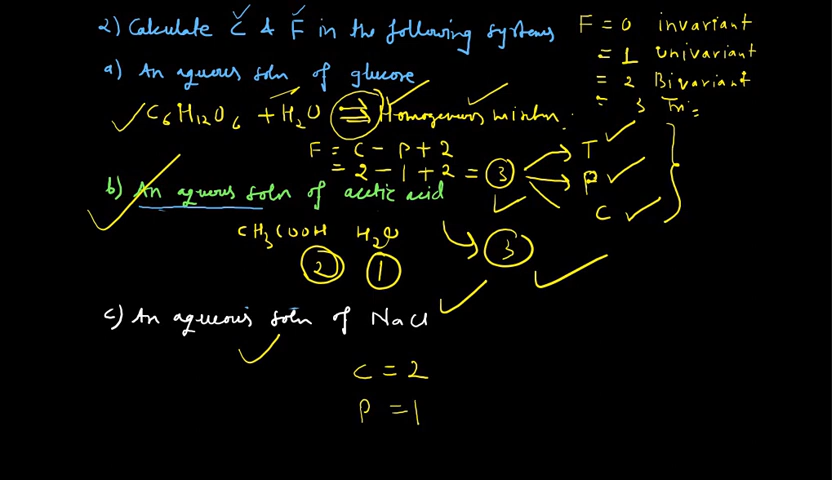 2) Calculate C & F in the following systems
F = 0 invariant
= 1 Univariant
= 2 Bivariant
= 3 Tri =
a) An aqueous soln of glucose
C6H12O6 + H2O ⇒ Homogeneous mixture.
F = C - P + 2
= 2 - 1 + 2 = 3
T
P
C
b) An aqueous soln of acetic acid
CH3COOH H2O
2 1
3
c) An aqueous soln of NaCl
C = 2
P = 1